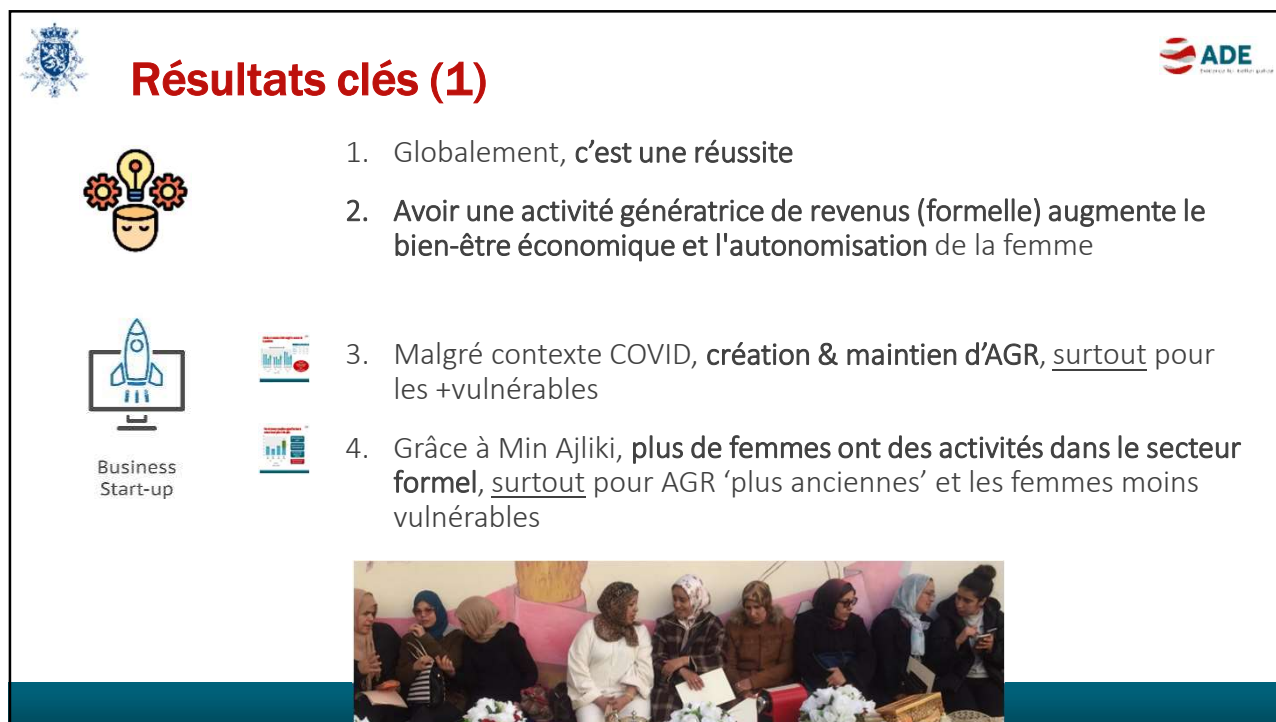 Résultats clés (1)
ADE
1. Globalement, c'est une réussite
2. Avoir une activité génératrice de revenus (formelle) augmente le
bien-être économique et l'autonomisation de la femme
3. Malgré contexte COVID, création & maintien d'AGR, surtout pour
les +vulnérables
4. Grâce à Min Ajliki, plus de femmes ont des activités dans le secteur
formel, surtout pour AGR ‘plus anciennes’ et les femmes moins
vulnérables
Business
Start-up